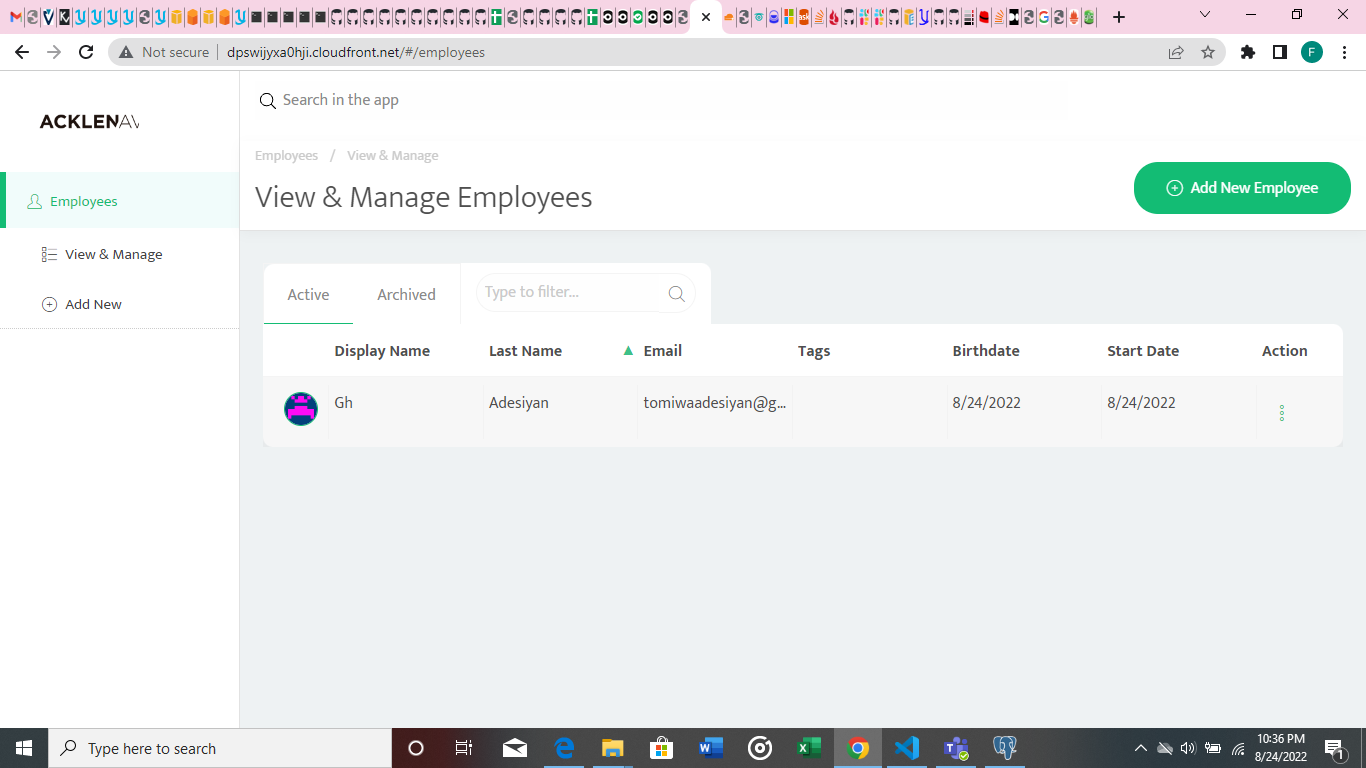 Not secure
dpswijyxa0hji.cloudfront.net/#/employees
F
Search in the app
ACKLENAV
Employees / View & Manage
View & Manage Employees
Add New Employee
Employees
View & Manage
Add New
Active
Archived
Type to filter...
Display Name Last Name Email Tags Birthdate Start Date Action
Gh Adesiyan tomiwaadesiyan@g... 8/24/2022 8/24/2022
Type here to search
10:36 PM
8/24/2022
1